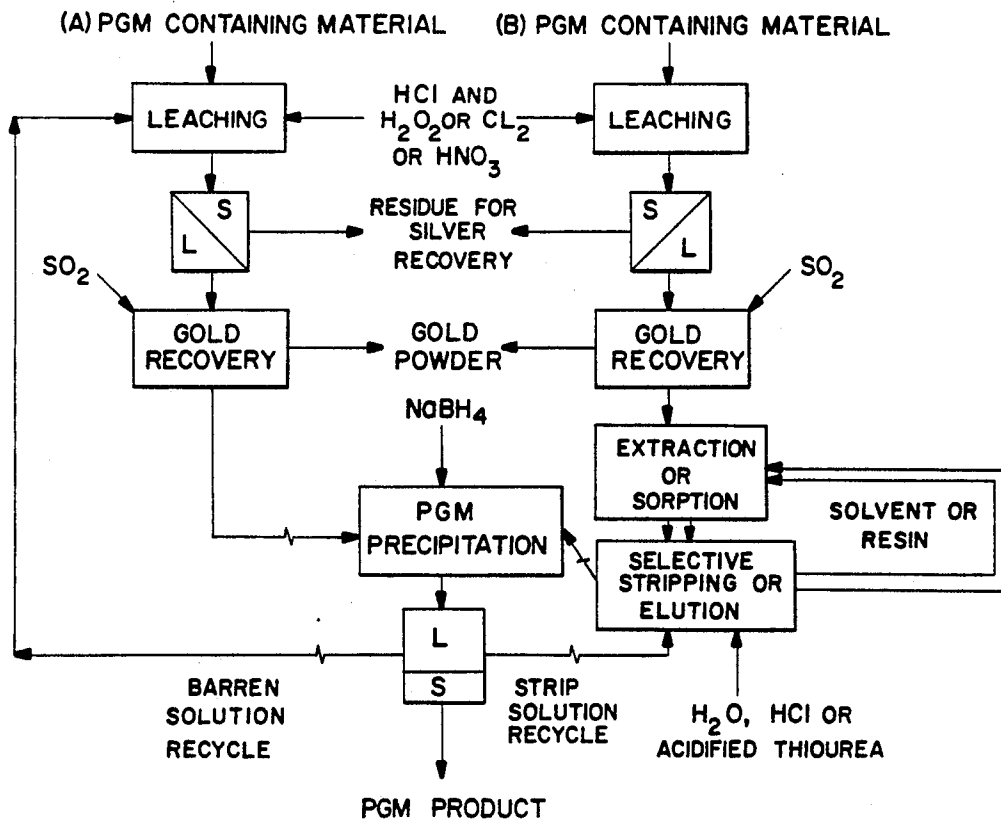 (A) PGM CONTAINING MATERIAL
(B) PGM CONTAINING MATERIAL
LEACHING
HCl AND
H2O2 OR CL2
OR HNO3
LEACHING
S
L
RESIDUE FOR
SILVER
RECOVERY
S
L
SO2
SO2
GOLD
RECOVERY
GOLD
POWDER
GOLD
RECOVERY
NaBH4
EXTRACTION
OR
SORPTION
PGM
PRECIPITATION
SOLVENT OR
RESIN
SELECTIVE
STRIPPING OR
ELUTION
L
S
BARREN
SOLUTION
RECYCLE
STRIP
SOLUTION
RECYCLE
H2O, HCl OR
ACIDIFIED THIOUREA
PGM PRODUCT